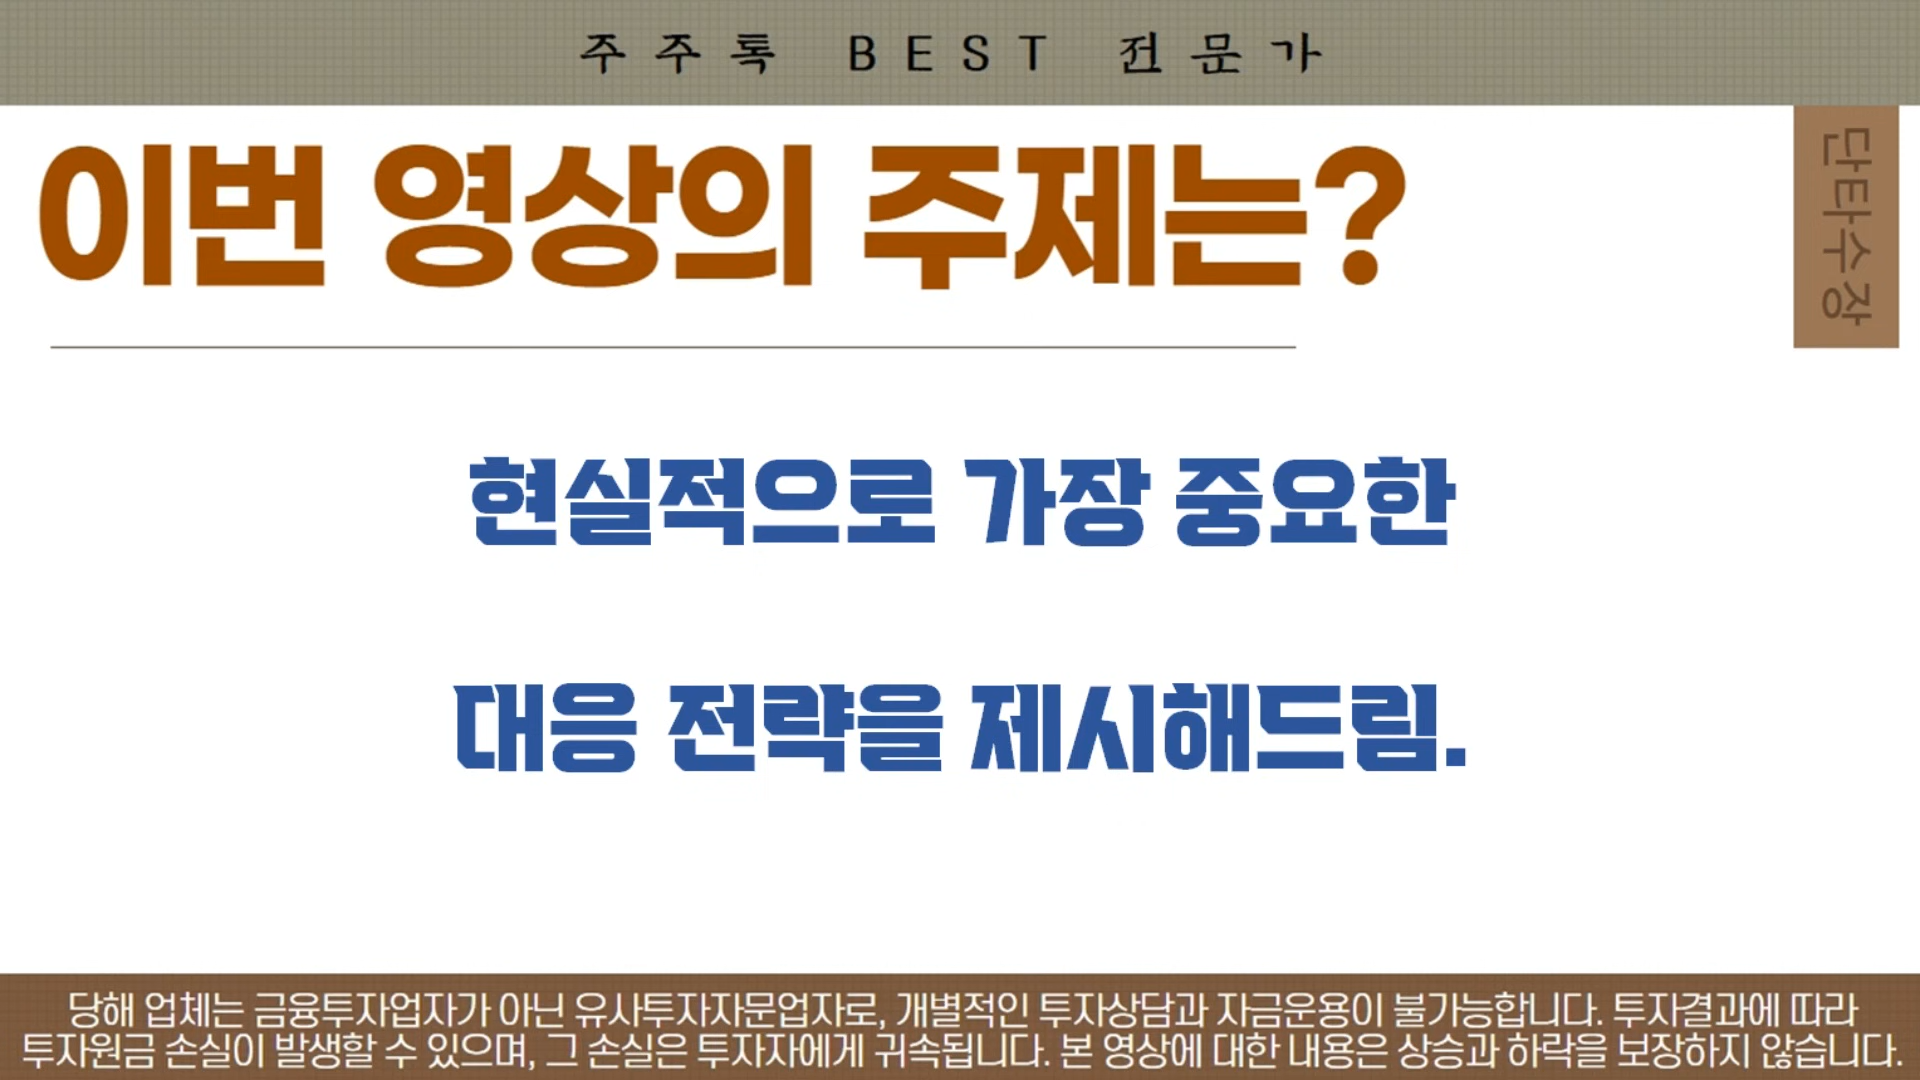 주주톡 BEST 전문가
이번 영상의 주제는?
단타수장
현실적으로 가장 중요한
대응 전략을 제시해드림.
당해 업체는 금융투자업자가 아닌 유사투자자문업자로, 개별적인 투자상담과 자금운용이 불가능합니다. 투자결과에 따라
투자원금 손실이 발생할 수 있으며, 그 손실은 투자자에게 귀속됩니다. 본 영상에 대한 내용은 상승과 하락을 보장하지 않습니다.